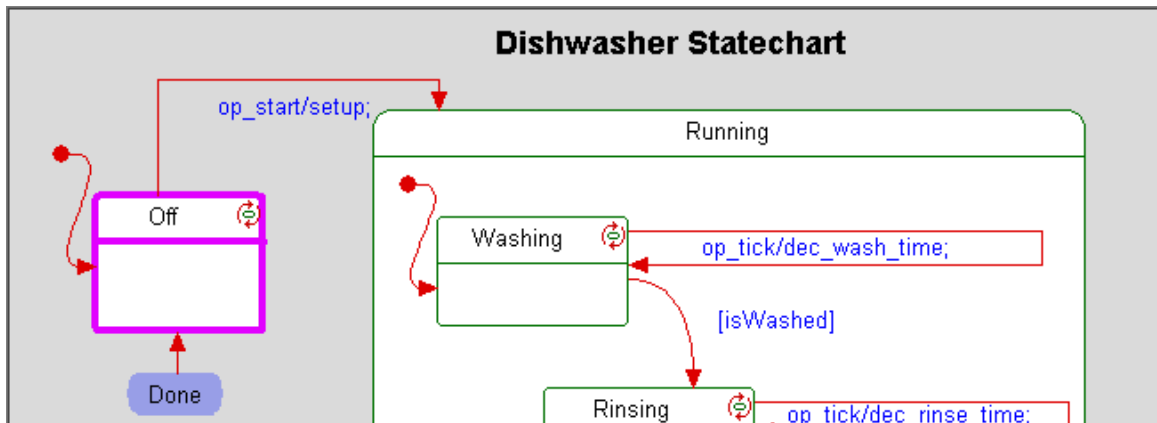 Dishwasher Statechart
op_start/setup;
Running
Off
Washing
op_tick/dec_wash_time;
[isWashed]
Done
Rinsing
op_tick/dec_rinse_time;